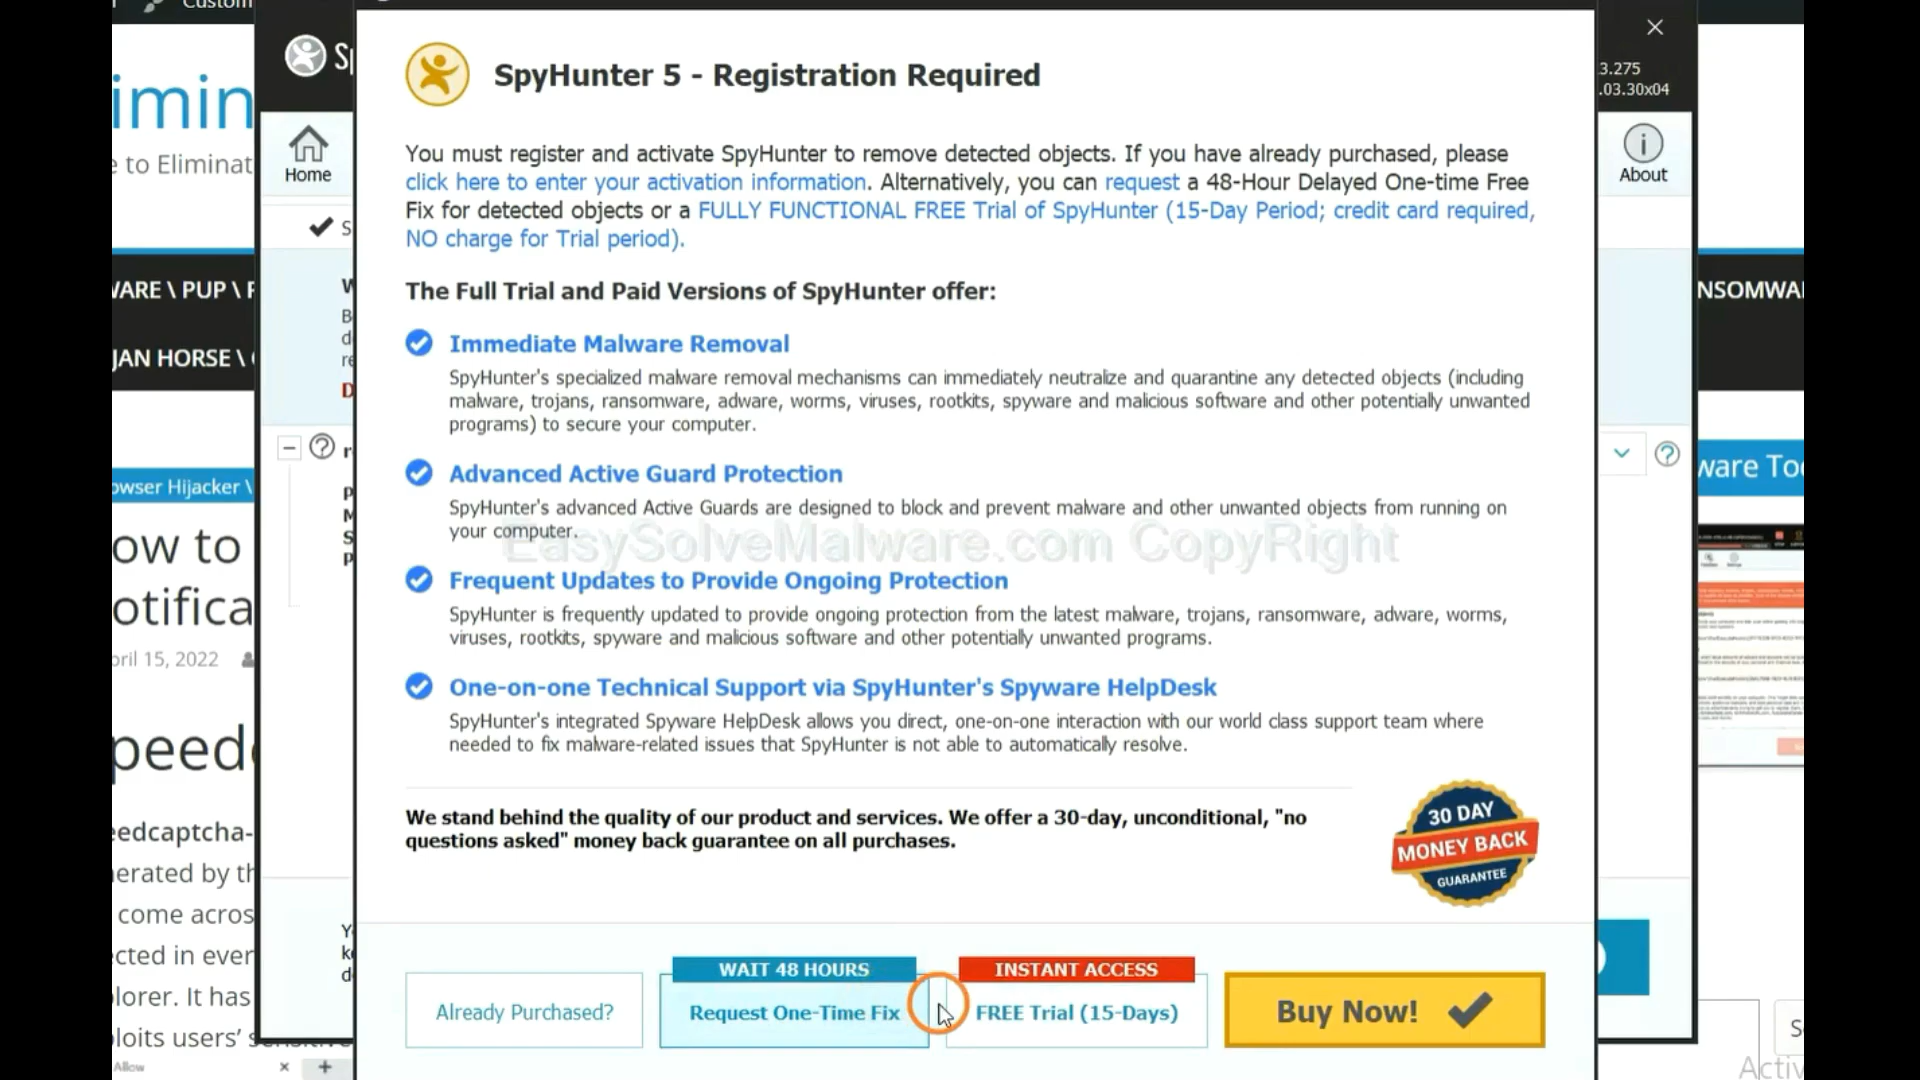 Custom
Sp
SpyHunter 5 - Registration Required
3.275
.03.30x04
imin
e to Eliminat
Home
About
You must register and activate SpyHunter to remove detected objects. If you have already purchased, please
click here to enter your activation information. Alternatively, you can request a 48-Hour Delayed One-time Free
Fix for detected objects or a FULLY FUNCTIONAL FREE Trial of SpyHunter (15-Day Period; credit card required,
NO charge for Trial period).
WARE \ PUP \
NSOMWA
JAN HORSE \
The Full Trial and Paid Versions of SpyHunter offer:
Immediate Malware Removal
SpyHunter's specialized malware removal mechanisms can immediately neutralize and quarantine any detected objects (including
malware, trojans, ransomware, adware, worms, viruses, rootkits, spyware and malicious software and other potentially unwanted
programs) to secure your computer.
owser Hijacker \
ware Too
Advanced Active Guard Protection
SpyHunter's advanced Active Guards are designed to block and prevent malware and other unwanted objects from running on
your computer.
EasySolveMalware.com CopyRight
ow to
otifica
pril 15, 2022
Frequent Updates to Provide Ongoing Protection
SpyHunter is frequently updated to provide ongoing protection from the latest malware, trojans, ransomware, adware, worms,
viruses, rootkits, spyware and malicious software and other potentially unwanted programs.
One-on-one Technical Support via SpyHunter's Spyware HelpDesk
SpyHunter's integrated Spyware HelpDesk allows you direct, one-on-one interaction with our world class support team where
needed to fix malware-related issues that SpyHunter is not able to automatically resolve.
peed
edcaptcha-
erated by th
come acros
cted in ever
lorer. It has
loits users' sensitive
We stand behind the quality of our product and services. We offer a 30-day, unconditional, "no
questions asked" money back guarantee on all purchases.
30 DAY
MONEY BACK
GUARANTEE
WAIT 48 HOURS
INSTANT ACCESS
Already Purchased?
Request One-Time Fix
FREE Trial (15-Days)
Buy Now!
Allow
Activ